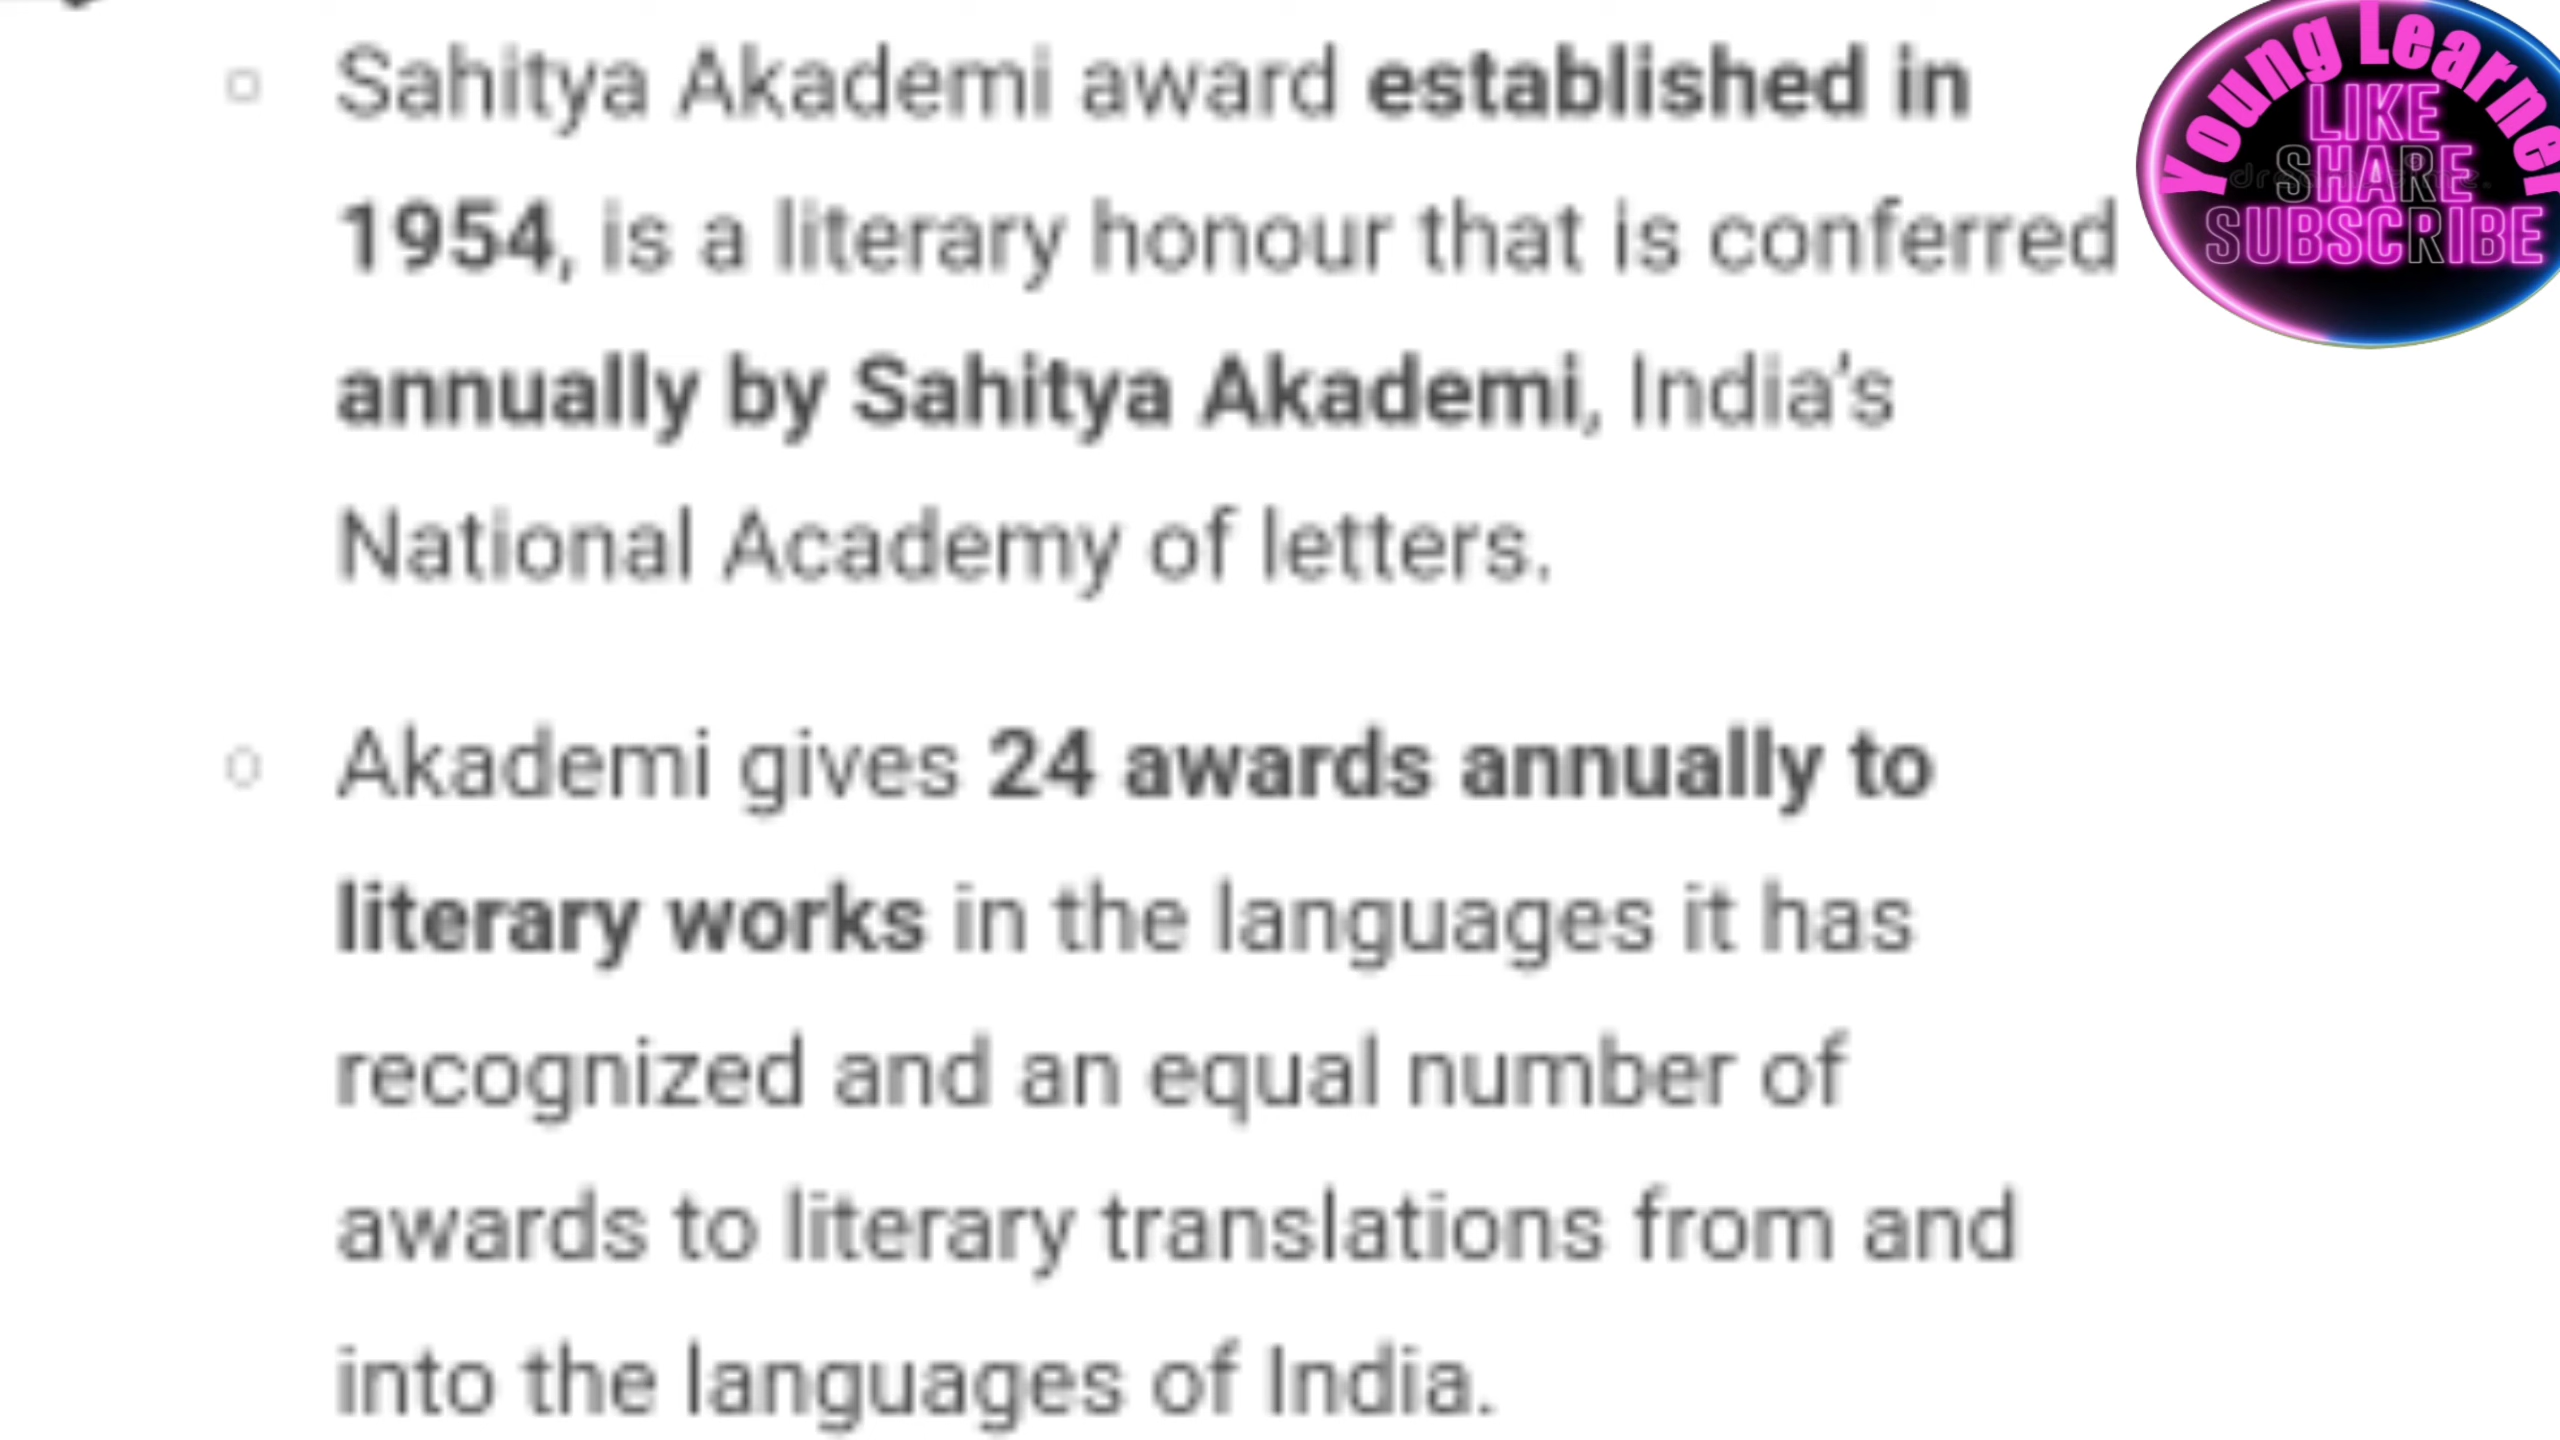 Sahitya Akademi award established in
1954, is a literary honour that is conferred
annually by Sahitya Akademi, India's
National Academy of letters.
Akademi gives 24 awards annually to
literary works in the languages it has
recognized and an equal number of
awards to literary translations from and
into the languages of India.
Young Learner
LIKE
SHARE
SUBSCRIBE